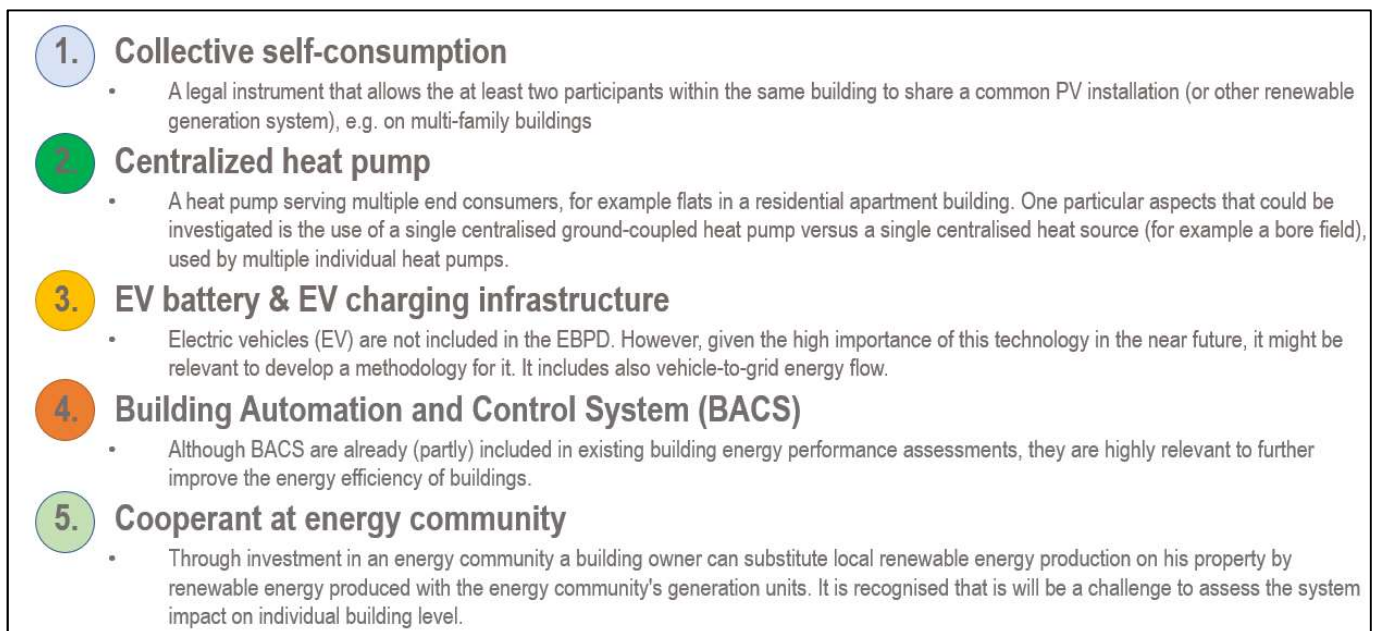 1. Collective self-consumption
• A legal instrument that allows the at least two participants within the same building to share a common PV installation (or other renewable
generation system), e.g. on multi-family buildings
2. Centralized heat pump
• A heat pump serving multiple end consumers, for example flats in a residential apartment building. One particular aspects that could be
investigated is the use of a single centralised ground-coupled heat pump versus a single centralised heat source (for example a bore field),
used by multiple individual heat pumps.
3. EV battery & EV charging infrastructure
• Electric vehicles (EV) are not included in the EBPD. However, given the high importance of this technology in the near future, it might be
relevant to develop a methodology for it. It includes also vehicle-to-grid energy flow.
4. Building Automation and Control System (BACS)
• Although BACS are already (partly) included in existing building energy performance assessments, they are highly relevant to further
improve the energy efficiency of buildings.
5. Cooperant at energy community
• Through investment in an energy community a building owner can substitute local renewable energy production on his property by
renewable energy produced with the energy community's generation units. It is recognised that is will be a challenge to assess the system
impact on individual building level.